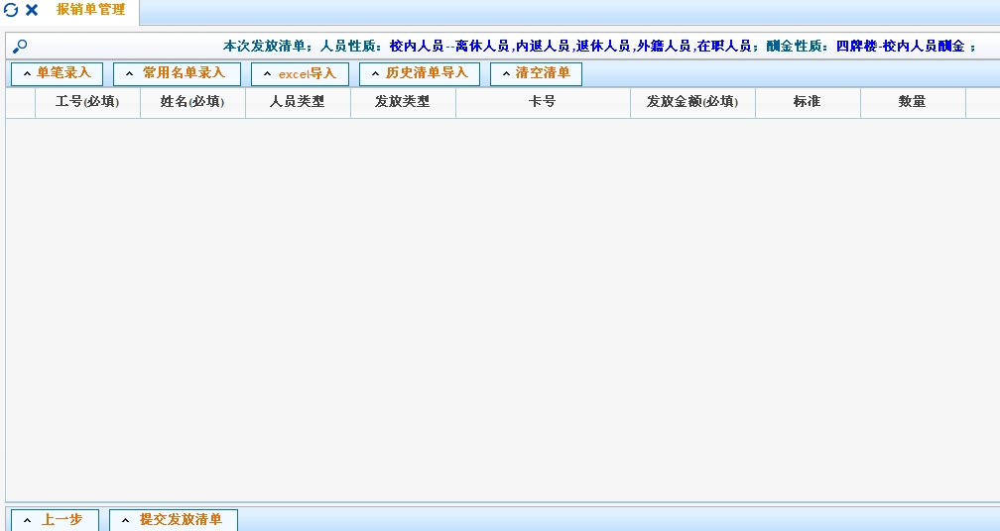 报销单管理
本次发放清单；人员性质：校内人员--离休人员,内退人员,退休人员,外籍人员,在职人员；酬金性质：四牌楼-校内人员酬金 ；
单笔录入 常用名单录入 excel导入 历史清单导入 清空清单
工号(必填) 姓名(必填) 人员类型 发放类型 卡号 发放金额(必填) 标准 数量
上一步 提交发放清单